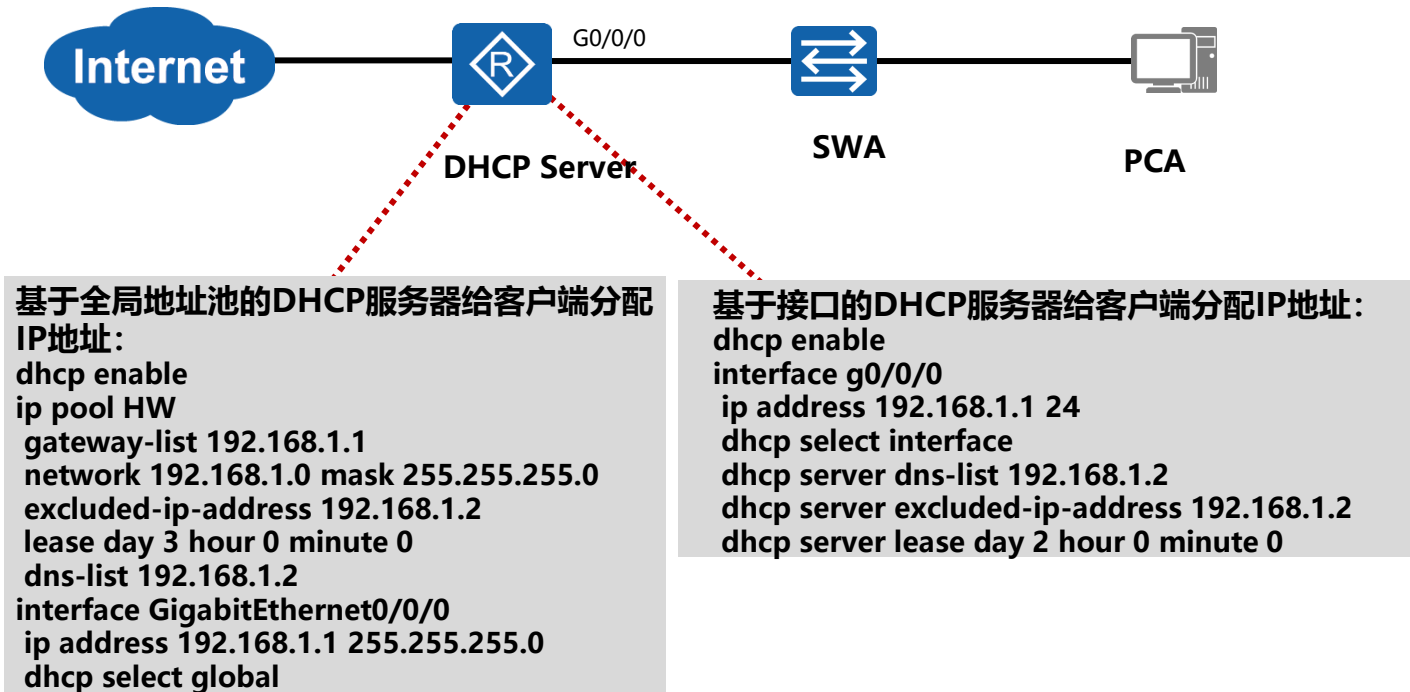 Internet
G0/0/0
DHCP Server
SWA
PCA
基于全局地址池的DHCP服务器给客户端分配
IP地址：
dhcp enable
ip pool HW
gateway-list 192.168.1.1
network 192.168.1.0 mask 255.255.255.0
excluded-ip-address 192.168.1.2
lease day 3 hour 0 minute 0
dns-list 192.168.1.2
interface GigabitEthernet0/0/0
ip address 192.168.1.1 255.255.255.0
dhcp select global
基于接口的DHCP服务器给客户端分配IP地址：
dhcp enable
interface g0/0/0
ip address 192.168.1.1 24
dhcp select interface
dhcp server dns-list 192.168.1.2
dhcp server excluded-ip-address 192.168.1.2
dhcp server lease day 2 hour 0 minute 0